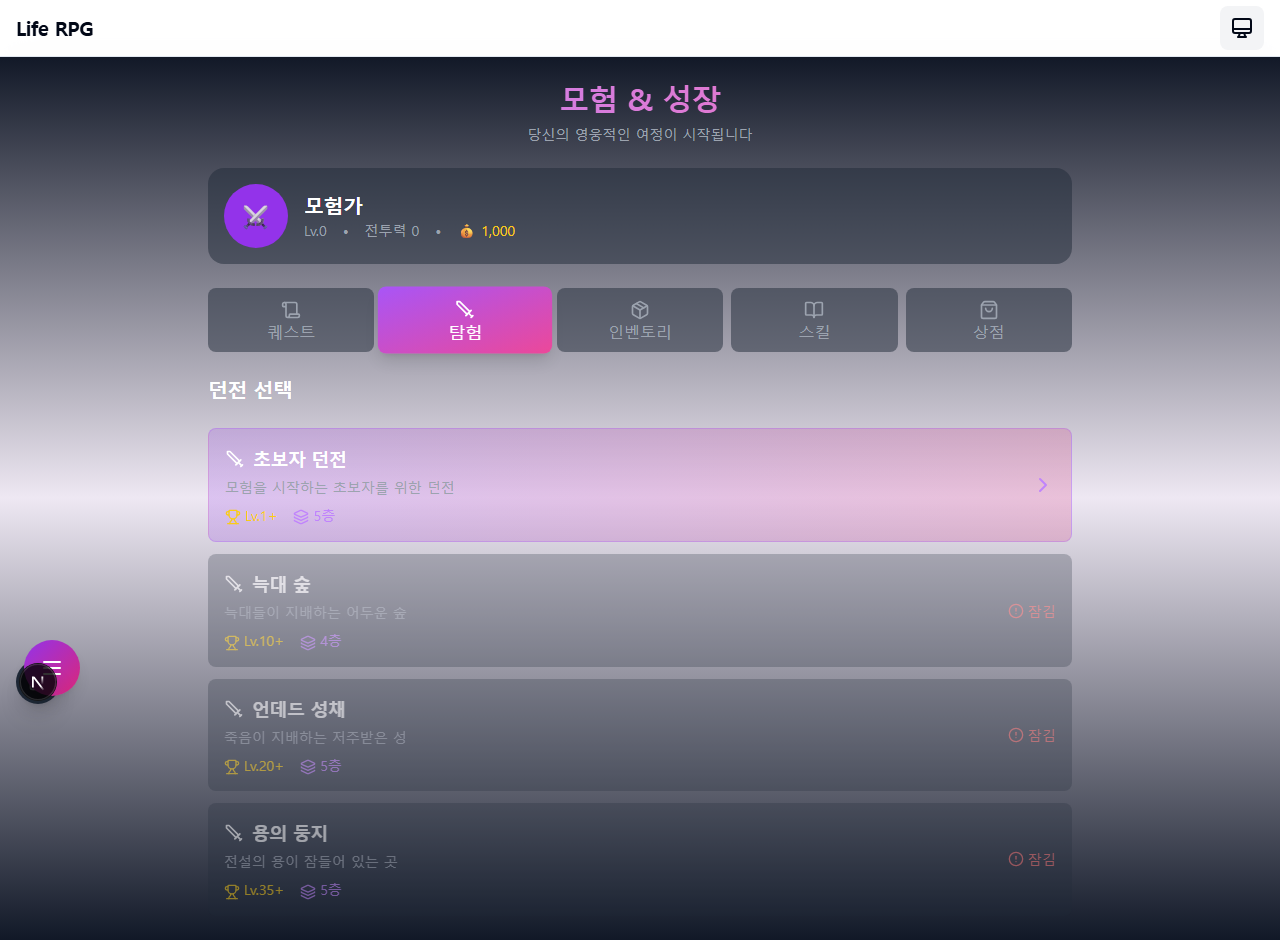 Life RPG
모험 & 성장
당신의 영웅적인 여정이 시작됩니다
모험가
Lv.0 • 전투력 0 • 1,000
퀘스트 탐험 인벤토리 스킬 상점
던전 선택
초보자 던전
모험을 시작하는 초보자를 위한 던전
Lv.1+ 5층
늑대 숲
늑대들이 지배하는 어두운 숲
잠김
Lv.10+ 4층
언데드 성채
죽음이 지배하는 저주받은 성
잠김
Lv.20+ 5층
용의 둥지
전설의 용이 잠들어 있는 곳
잠김
Lv.35+ 5층
N